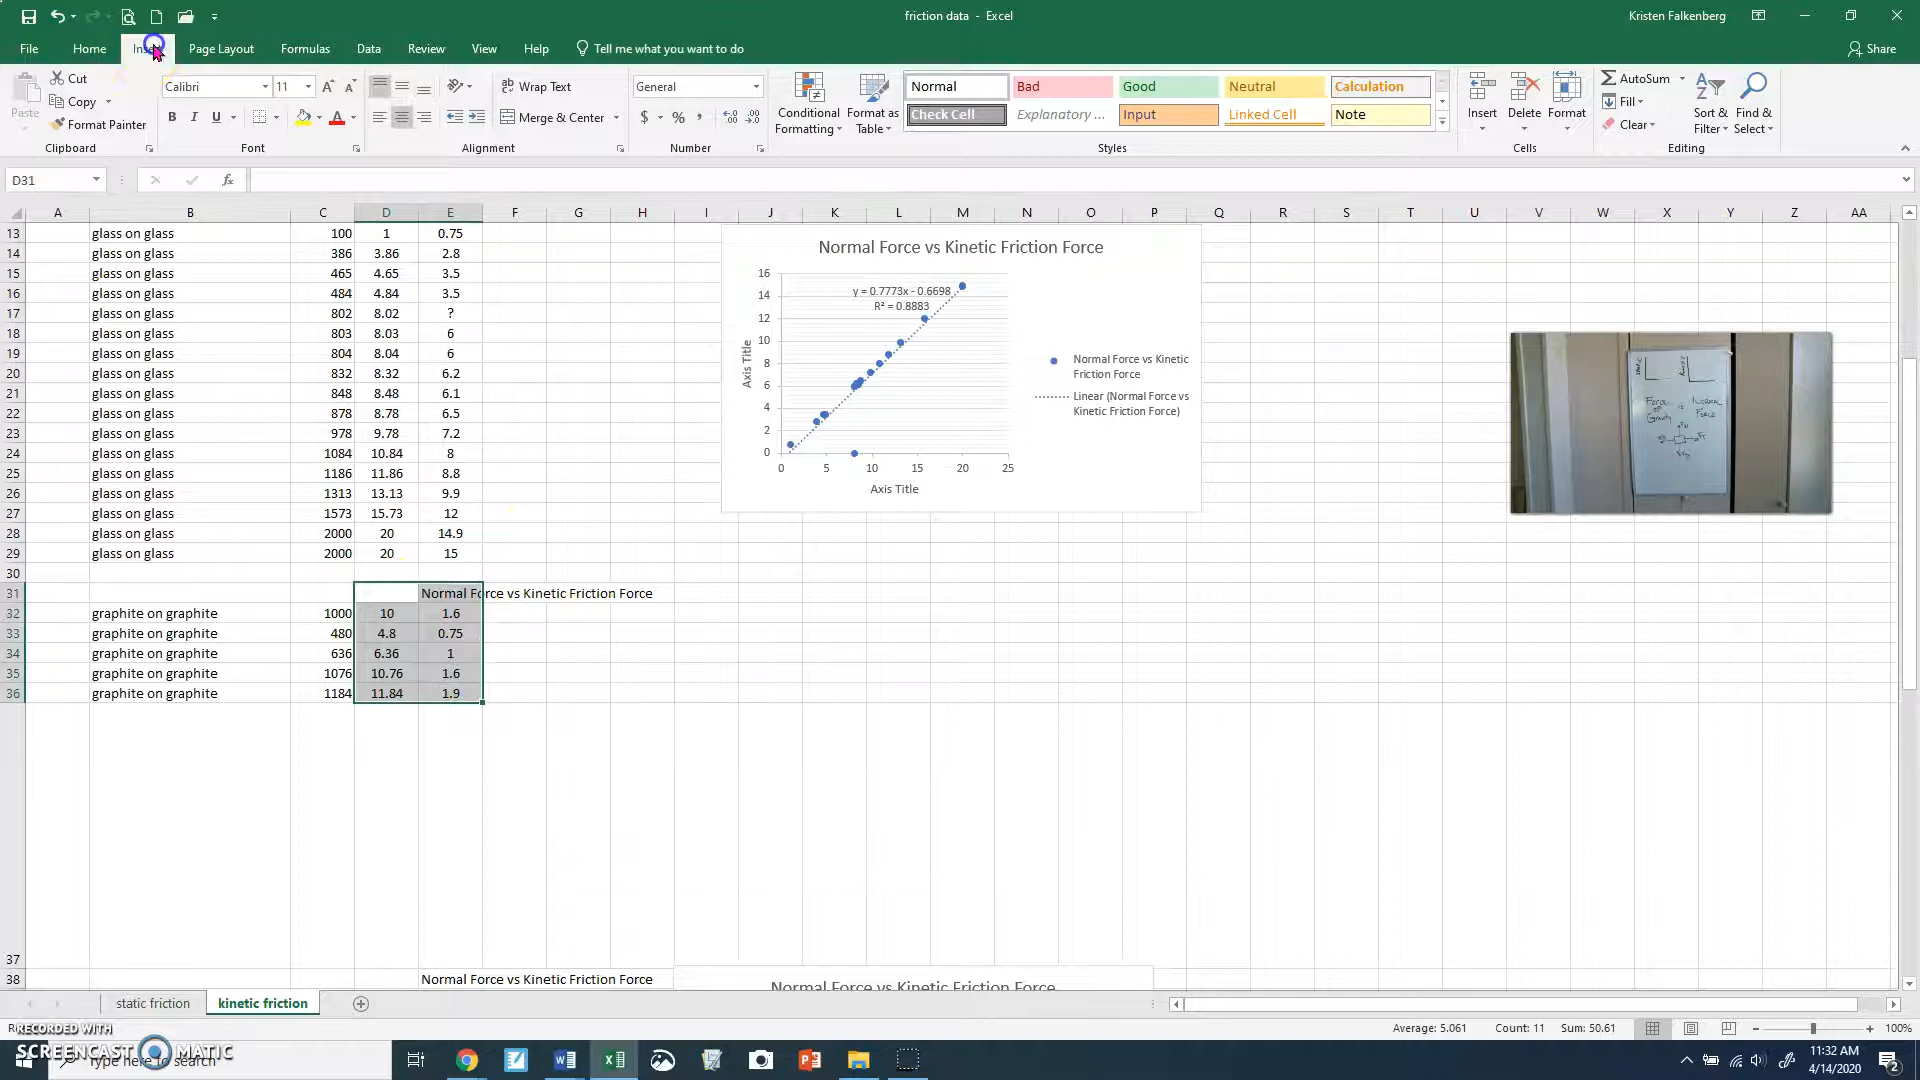 friction data - Excel
Kristen Falkenberg
File Home Page Layout Formulas Data Review View Help Tell me what you want to do Share
Paste
Cut
Copy
Format Painter
Clipboard
Calibri 11
B I U
Font
Wrap Text
Merge & Center
Alignment
General
$ % ,
Number
Conditional Formatting
Format as Table
Normal Bad Good Neutral Calculation
Check Cell Explanatory ... Input Linked Cell Note
Styles
Insert Delete Format
Cells
AutoSum
Fill
Clear
Sort & Filter
Find & Select
Editing
D31
fx
A B C D E F G H I J K L M N O P Q R S T U V W X Y Z AA
13 glass on glass 100 1 0.75
14 glass on glass 386 3.86 2.8
15 glass on glass 465 4.65 3.5
16 glass on glass 484 4.84 3.5
17 glass on glass 802 8.02 ?
18 glass on glass 803 8.03 6
19 glass on glass 804 8.04 6
20 glass on glass 832 8.32 6.2
21 glass on glass 848 8.48 6.1
22 glass on glass 878 8.78 6.5
23 glass on glass 978 9.78 7.2
24 glass on glass 1084 10.84 8
25 glass on glass 1186 11.86 8.8
26 glass on glass 1313 13.13 9.9
27 glass on glass 1573 15.73 12
28 glass on glass 2000 20 14.9
29 glass on glass 2000 20 15
30
31 Normal Force vs Kinetic Friction Force
32 graphite on graphite 1000 10 1.6
33 graphite on graphite 480 4.8 0.75
34 graphite on graphite 636 6.36 1
35 graphite on graphite 1076 10.76 1.6
36 graphite on graphite 1184 11.84 1.9
37
38 Normal Force vs Kinetic Friction Force
Normal Force vs Kinetic Friction Force
16
14
12
10
8
6
4
2
0
0 5 10 15 20 25
y = 0.7773x - 0.6698
R² = 0.8883
Axis Title
Axis Title
Normal Force vs Kinetic
Friction Force
Linear (Normal Force vs
Kinetic Friction Force)
Force
of
Gravity
is
Normal
Force
Normal Force vs Kinetic Friction Force
static friction kinetic friction
Average: 5.061 Count: 11 Sum: 50.61 100%
RECORDED WITH
SCREENCAST MATIC
Type here to search
11:32 AM
4/14/2020
2